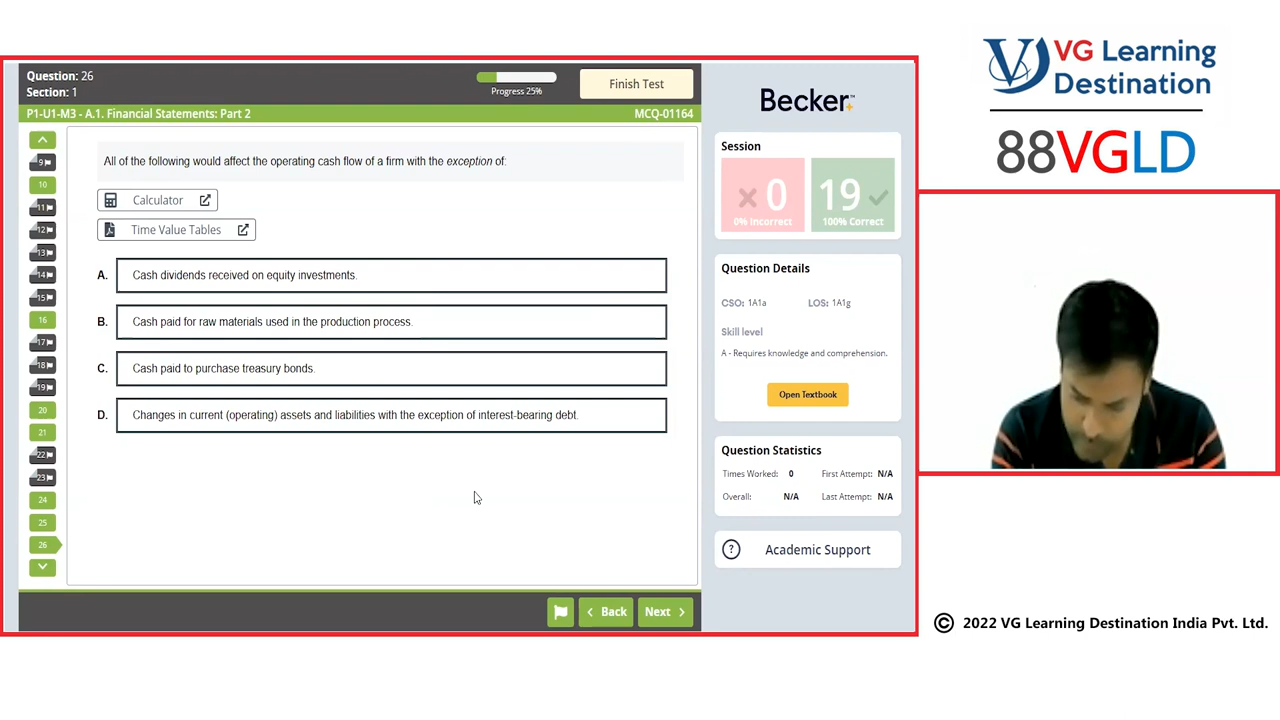 Question: 26
Section: 1
Progress 25%
Finish Test
P1-U1-M3 - A.1. Financial Statements: Part 2
MCQ-01164
9
10
11
12
13
14
15
16
17
18
19
20
21
22
23
24
25
26
All of the following would affect the operating cash flow of a firm with the exception of:
Calculator
Time Value Tables
A. Cash dividends received on equity investments.
B. Cash paid for raw materials used in the production process.
C. Cash paid to purchase treasury bonds.
D. Changes in current (operating) assets and liabilities with the exception of interest-bearing debt.
Back
Next
Becker
Session
0
0% Incorrect
19
100% Correct
Question Details
CSO: 1A1a LOS: 1A1g
Skill level
A - Requires knowledge and comprehension.
Open Textbook
Question Statistics
Times Worked: 0 First Attempt: N/A
Overall: N/A Last Attempt: N/A
? Academic Support
VG Learning
Destination
88VGLD
© 2022 VG Learning Destination India Pvt. Ltd.